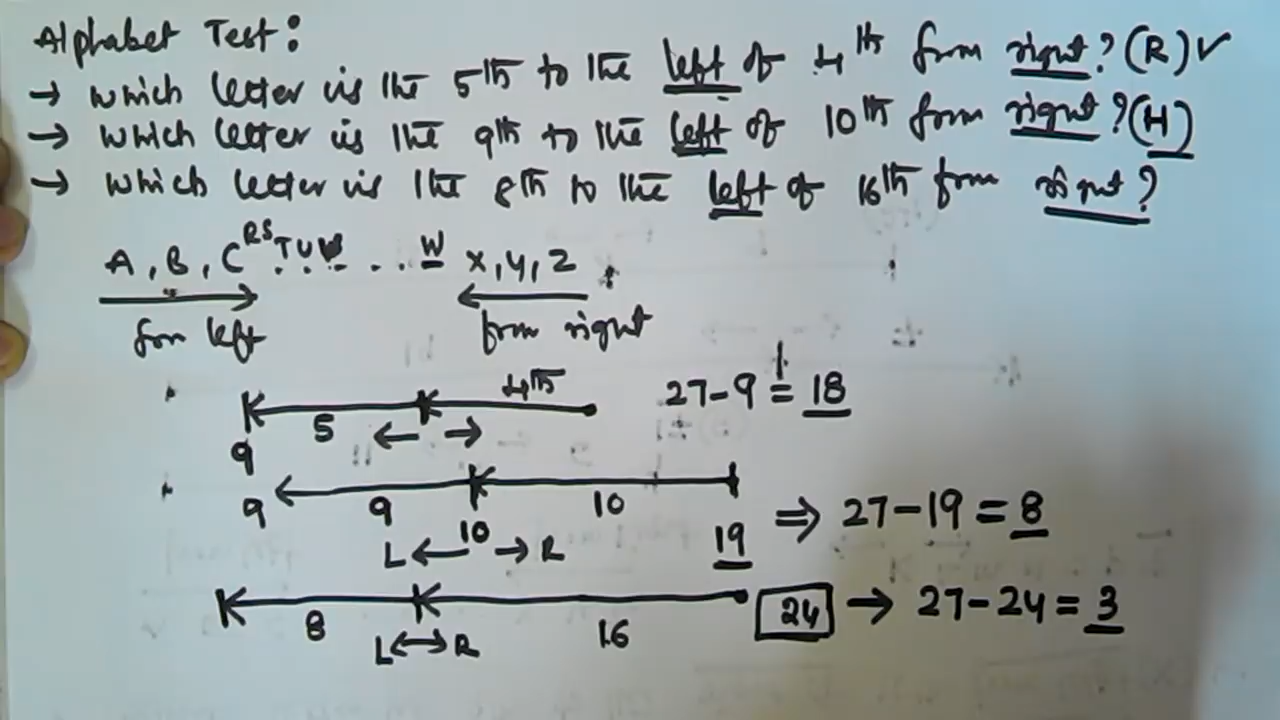 Alphabet Test:
→ which letter is the 5th to the left of 4th from right? (R) ✓
→ which letter is the 9th to the left of 10th from right? (H)
→ which letter is the 8th to the left of 16th from right?
A, B, C RS TUV . . . W X, Y, Z
from left from right
4th
27-9 = 18
5 ← →
9
9 9 10 10 ⇒ 27-19 = 8
L ← → R 19
8 16 24 → 27-24 = 3
L ↔ R